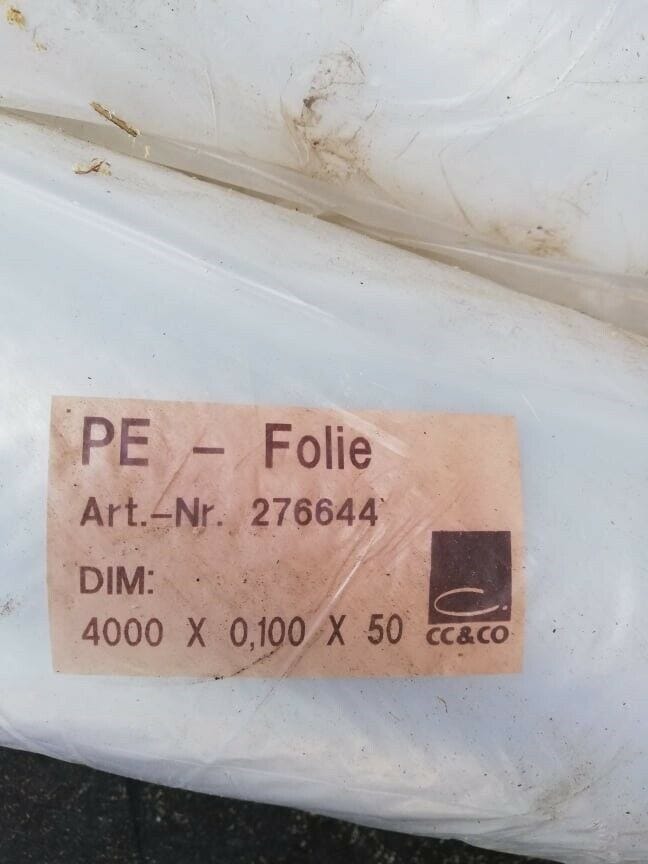 PE - Folie
Art.-Nr. 276644
DIM:
4000 X 0,100 X 50
C.
CC&CO